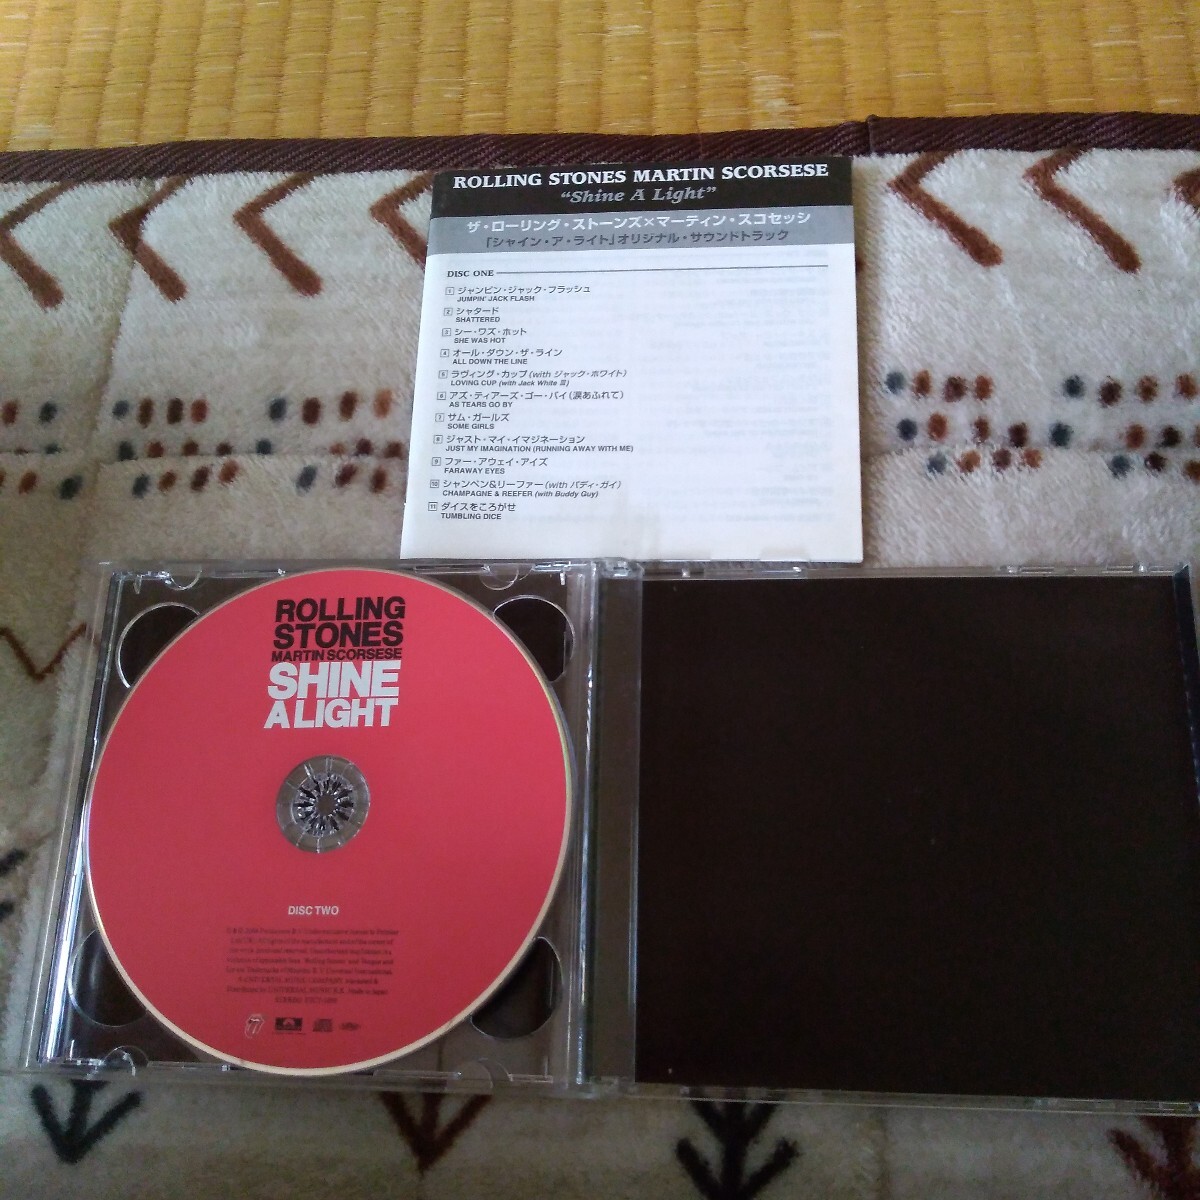 ROLLING STONES MARTIN SCORSESE
"Shine A Light"
ザ・ローリング・ストーンズ×マーティン・スコセッシ
「シャイン・ア・ライト」オリジナル・サウンドトラック
DISC ONE
1 ジャンピン・ジャック・フラッシュ
JUMPIN' JACK FLASH
2 シャタード
SHATTERED
3 シー・ワズ・ホット
SHE WAS HOT
4 オール・ダウン・ザ・ライン
ALL DOWN THE LINE
5 ラヴィング・カップ(with ジャック・ホワイト)
LOVING CUP (with Jack White III)
6 アズ・ティアーズ・ゴー・バイ(涙あふれて)
AS TEARS GO BY
7 サム・ガールズ
SOME GIRLS
8 ジャスト・マイ・イマジネーション
JUST MY IMAGINATION (RUNNING AWAY WITH ME)
9 ファー・アウェイ・アイズ
FARAWAY EYES
10 シャンペン&リーファー(with バディ・ガイ)
CHAMPAGNE & REEFER (with Buddy Guy)
11 ダイスをころがせ
TUMBLING DICE
ROLLING
STONES
MARTIN SCORSESE
SHINE
A LIGHT
DISC TWO